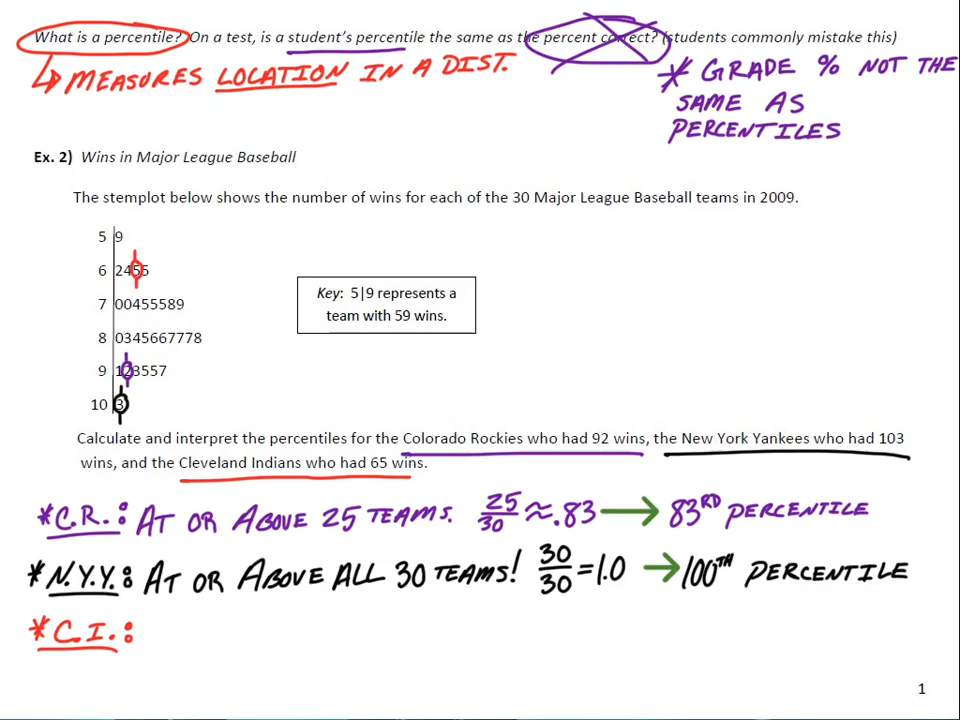 What is a percentile? On a test, is a student's percentile the same as the percent correct? (students commonly mistake this)
MEASURES LOCATION IN A DIST.
* GRADE % NOT THE
SAME AS
PERCENTILES
Ex. 2) Wins in Major League Baseball
The stemplot below shows the number of wins for each of the 30 Major League Baseball teams in 2009.
5|9
6|2455
7|00455589
8|0345667778
9|123557
10|3
Key: 5|9 represents a
team with 59 wins.
Calculate and interpret the percentiles for the Colorado Rockies who had 92 wins, the New York Yankees who had 103
wins, and the Cleveland Indians who had 65 wins.
*C.R.: AT OR ABOVE 25 TEAMS. 25/30 ≈ .83 → 83RD PERCENTILE
*N.Y.Y.: AT OR ABOVE ALL 30 TEAMS! 30/30 = 1.0 → 100TH PERCENTILE
*C.I.:
1